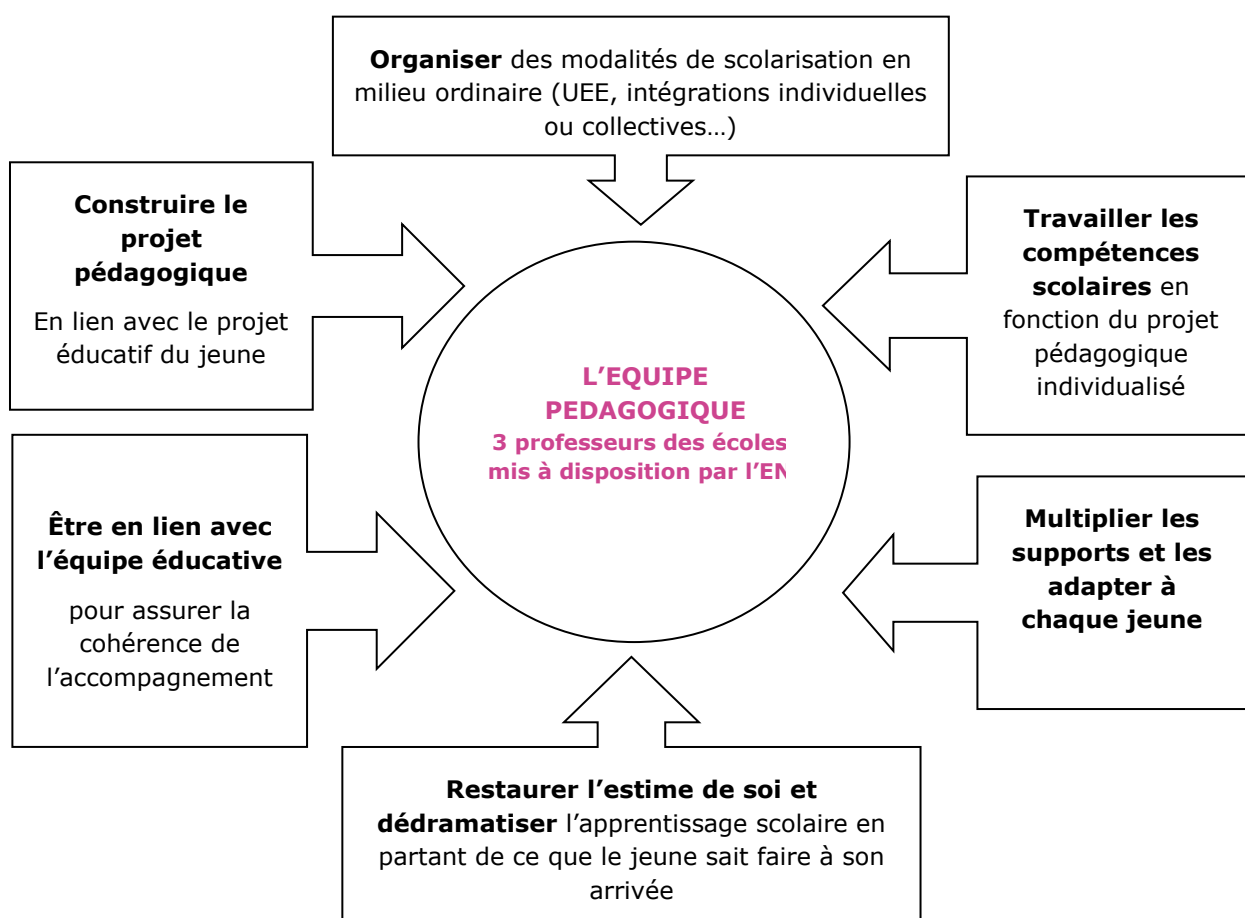 Organiser des modalités de scolarisation en
milieu ordinaire (UEE, intégrations individuelles
ou collectives…)
Construire le
projet
pédagogique
En lien avec le projet
éducatif du jeune
Travailler les
compétences
scolaires en
fonction du projet
pédagogique
individualisé
L’EQUIPE
PEDAGOGIQUE
3 professeurs des écoles
mis à disposition par l’EN
Être en lien avec
l’équipe éducative
pour assurer la
cohérence de
l’accompagnement
Multiplier les
supports et les
adapter à
chaque jeune
Restaurer l’estime de soi et
dédramatiser l’apprentissage scolaire en
partant de ce que le jeune sait faire à son
arrivée